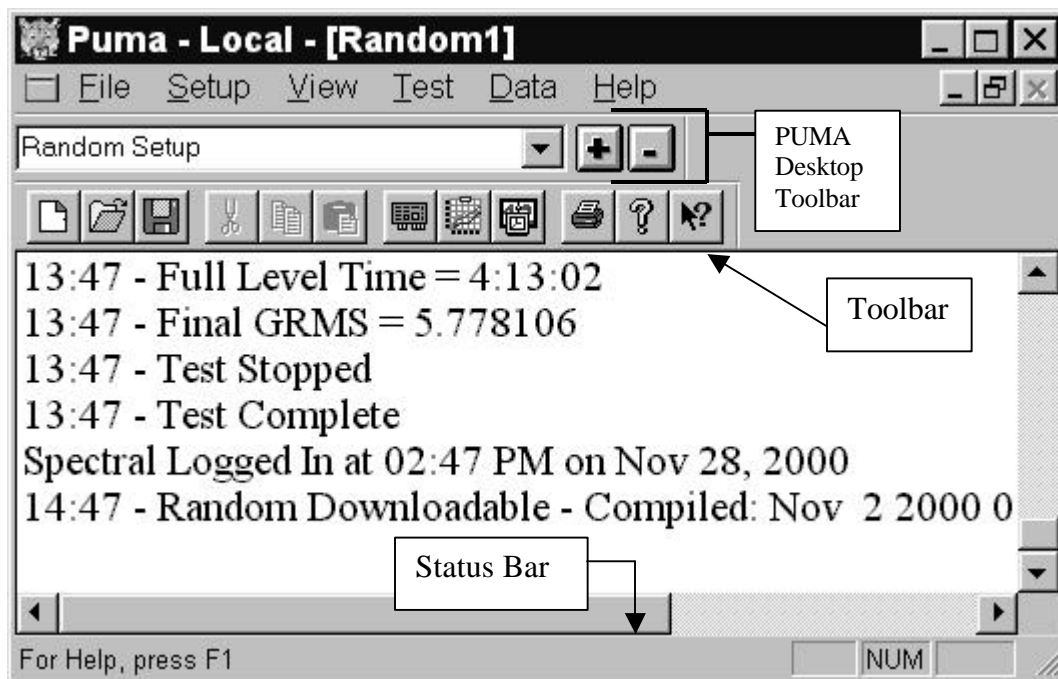 Puma - Local - [Random1]
File Setup View Test Data Help
Random Setup
+ -
PUMA
Desktop
Toolbar
13:47 - Full Level Time = 4:13:02
13:47 - Final GRMS = 5.778106
13:47 - Test Stopped
13:47 - Test Complete
Spectral Logged In at 02:47 PM on Nov 28, 2000
14:47 - Random Downloadable - Compiled: Nov  2 2000 0
Toolbar
Status Bar
For Help, press F1
NUM